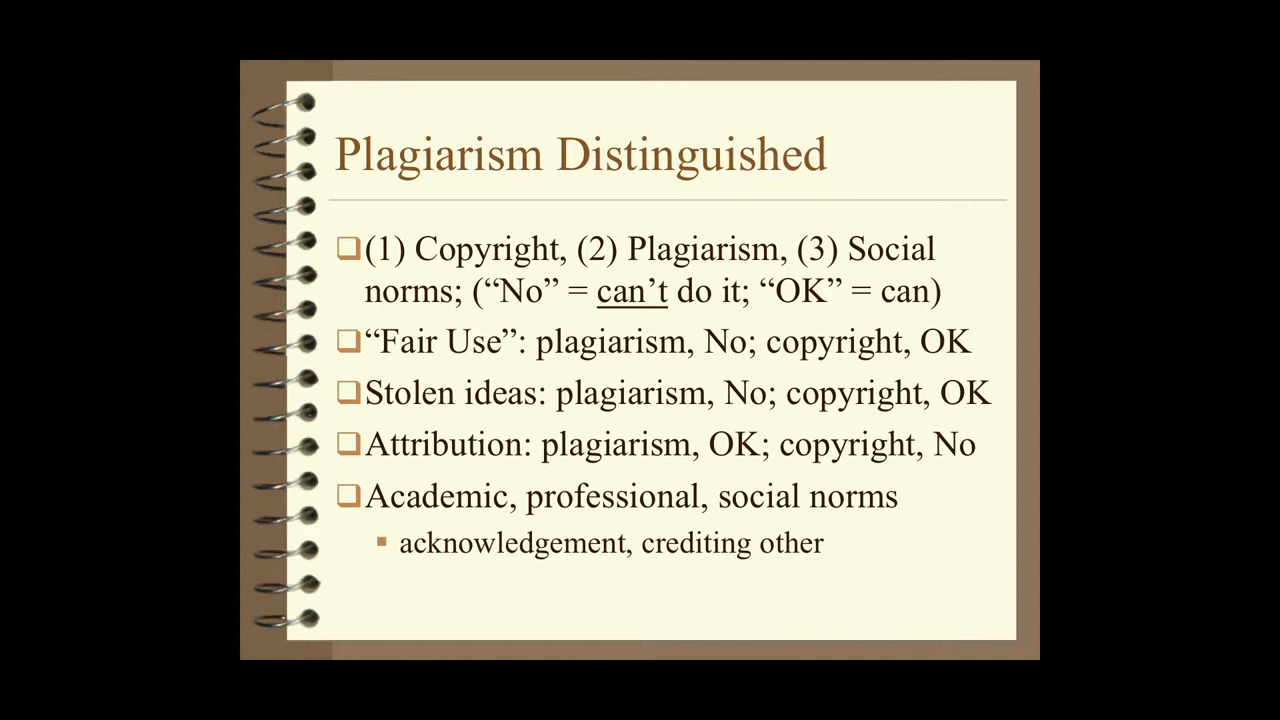 Plagiarism Distinguished
(1) Copyright, (2) Plagiarism, (3) Social
norms; (“No” = can’t do it; “OK” = can)
“Fair Use”: plagiarism, No; copyright, OK
Stolen ideas: plagiarism, No; copyright, OK
Attribution: plagiarism, OK; copyright, No
Academic, professional, social norms
acknowledgement, crediting other